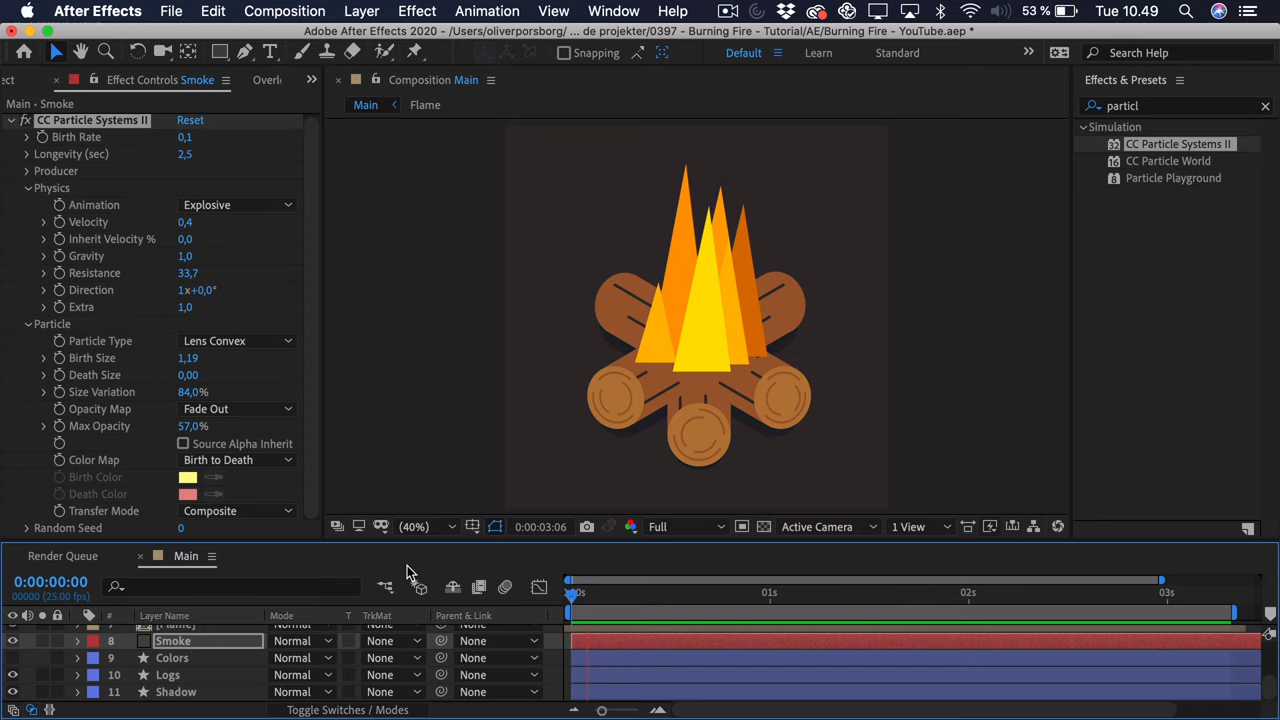 After Effects File Edit Composition Layer Effect Animation View Window Help 53 % Tue 10.49
Adobe After Effects 2020 - /Users/oliverporsborg/ ... de projekter/0397 - Burning Fire - Tutorial/AE/Burning Fire - YouTube.aep *
Snapping Default Learn Standard Search Help
Effect Controls Smoke Overl Composition Main Effects & Presets
Main • Smoke Main Flame particl
fx CC Particle Systems II Reset
Simulation
Birth Rate 0,1
32 CC Particle Systems II
Longevity (sec) 2,5
16 CC Particle World
Producer
8 Particle Playground
Physics
Animation Explosive
Velocity 0,4
Inherit Velocity % 0,0
Gravity 1,0
Resistance 33,7
Direction 1x+0,0°
Extra 1,0
Particle
Particle Type Lens Convex
Birth Size 1,19
Death Size 0,00
Size Variation 84,0%
Opacity Map Fade Out
Max Opacity 57,0%
Source Alpha Inherit
Color Map Birth to Death
Birth Color
Death Color
Transfer Mode Composite
Random Seed 0
(40%) 0:00:03:06 Full Active Camera 1 View
Render Queue Main
0:00:00:00
00000 (25.00 fps)
00s 01s 02s 03s
# Layer Name Mode T TrkMat Parent & Link
7 [Flame]
8 Smoke Normal None None
9 Colors Normal None None
10 Logs Normal None None
11 Shadow Normal None None
Toggle Switches / Modes